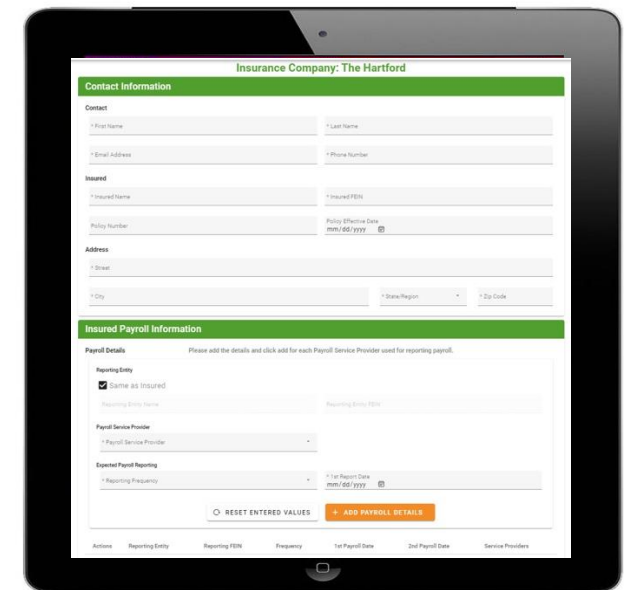 Insurance Company: The Hartford
Contact Information
Contact
* First Name
* Last Name
* Email Address
* Phone Number
Insured
* Insured Name
* Insured FEIN
Policy Number
Policy Effective Date
mm/dd/yyyy
Address
* Street
* City
* State/Region
* Zip Code
Insured Payroll Information
Payroll Details Please add the details and click add for each Payroll Service Provider used for reporting payroll.
Reporting Entity
Same as Insured
Reporting Entity Name
Reporting Entity FEIN
Payroll Service Provider
* Payroll Service Provider
Expected Payroll Reporting
* Reporting Frequency
* 1st Report Date
mm/dd/yyyy
RESET ENTERED VALUES
+ ADD PAYROLL DETAILS
Actions Reporting Entity Reporting FEIN Frequency 1st Payroll Date 2nd Payroll Date Service Providers